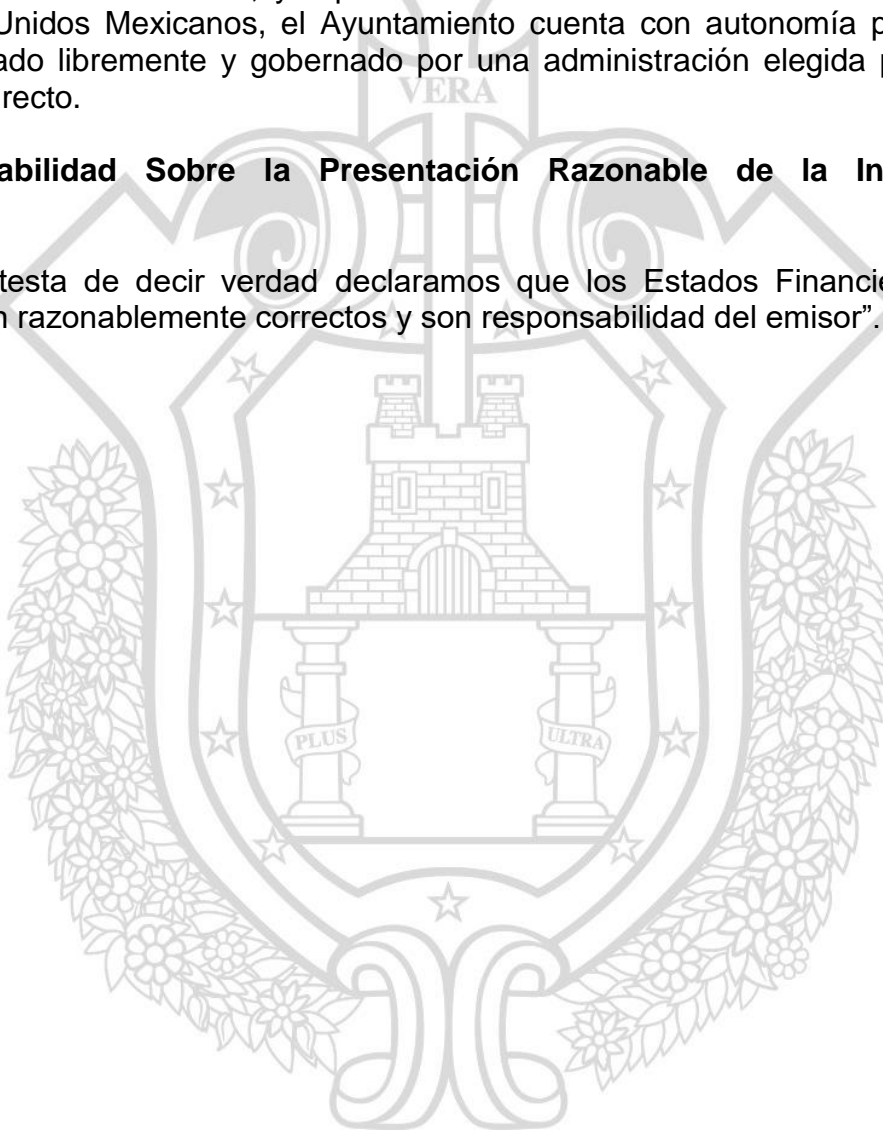 Unidos Mexicanos, el Ayuntamiento cuenta con autonomía p
ado libremente y gobernado por una administración elegida p
recto.
VERA
abilidad Sobre la Presentación Razonable de la In
testa de decir verdad declaramos que los Estados Financie
n razonablemente correctos y son responsabilidad del emisor”.
PLUS
ULTRA